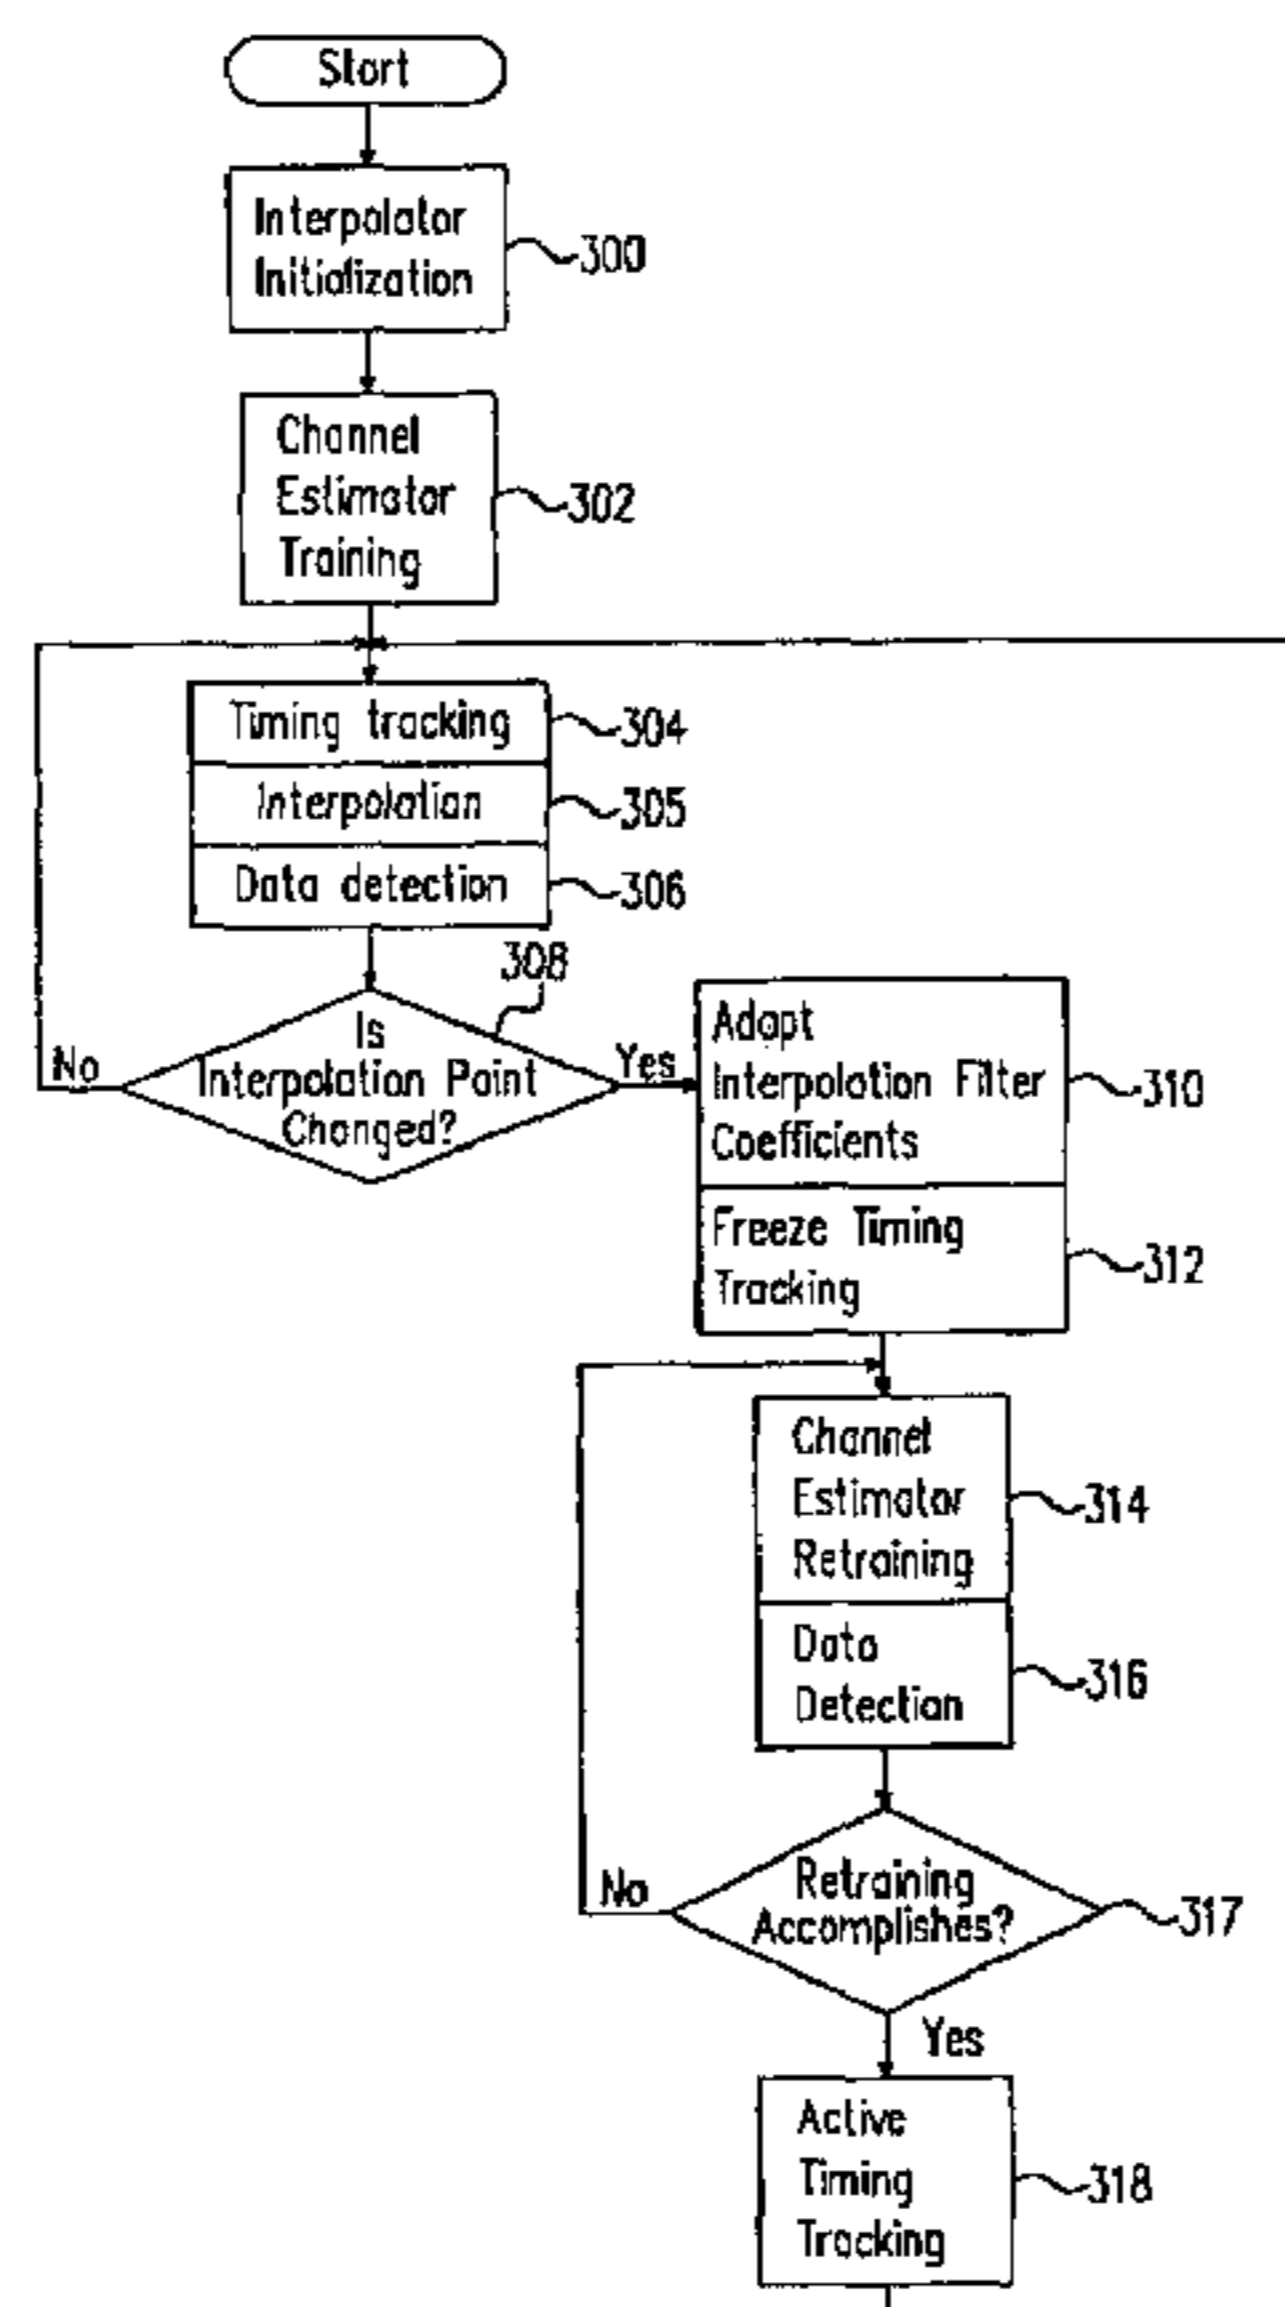 Start
Interpolator
Initialization
300
Channel
Estimator
Training
302
Timing tracking
304
Interpolation
305
Data detection
306
308
Is
Interpolation Point
Changed?
No
Yes
Adapt
Interpolation Filter
Coefficients
310
Freeze Timing
Tracking
312
Channel
Estimator
Retraining
314
Data
Detection
316
Retraining
Accomplishes?
317
No
Yes
Active
Timing
Tracking
318